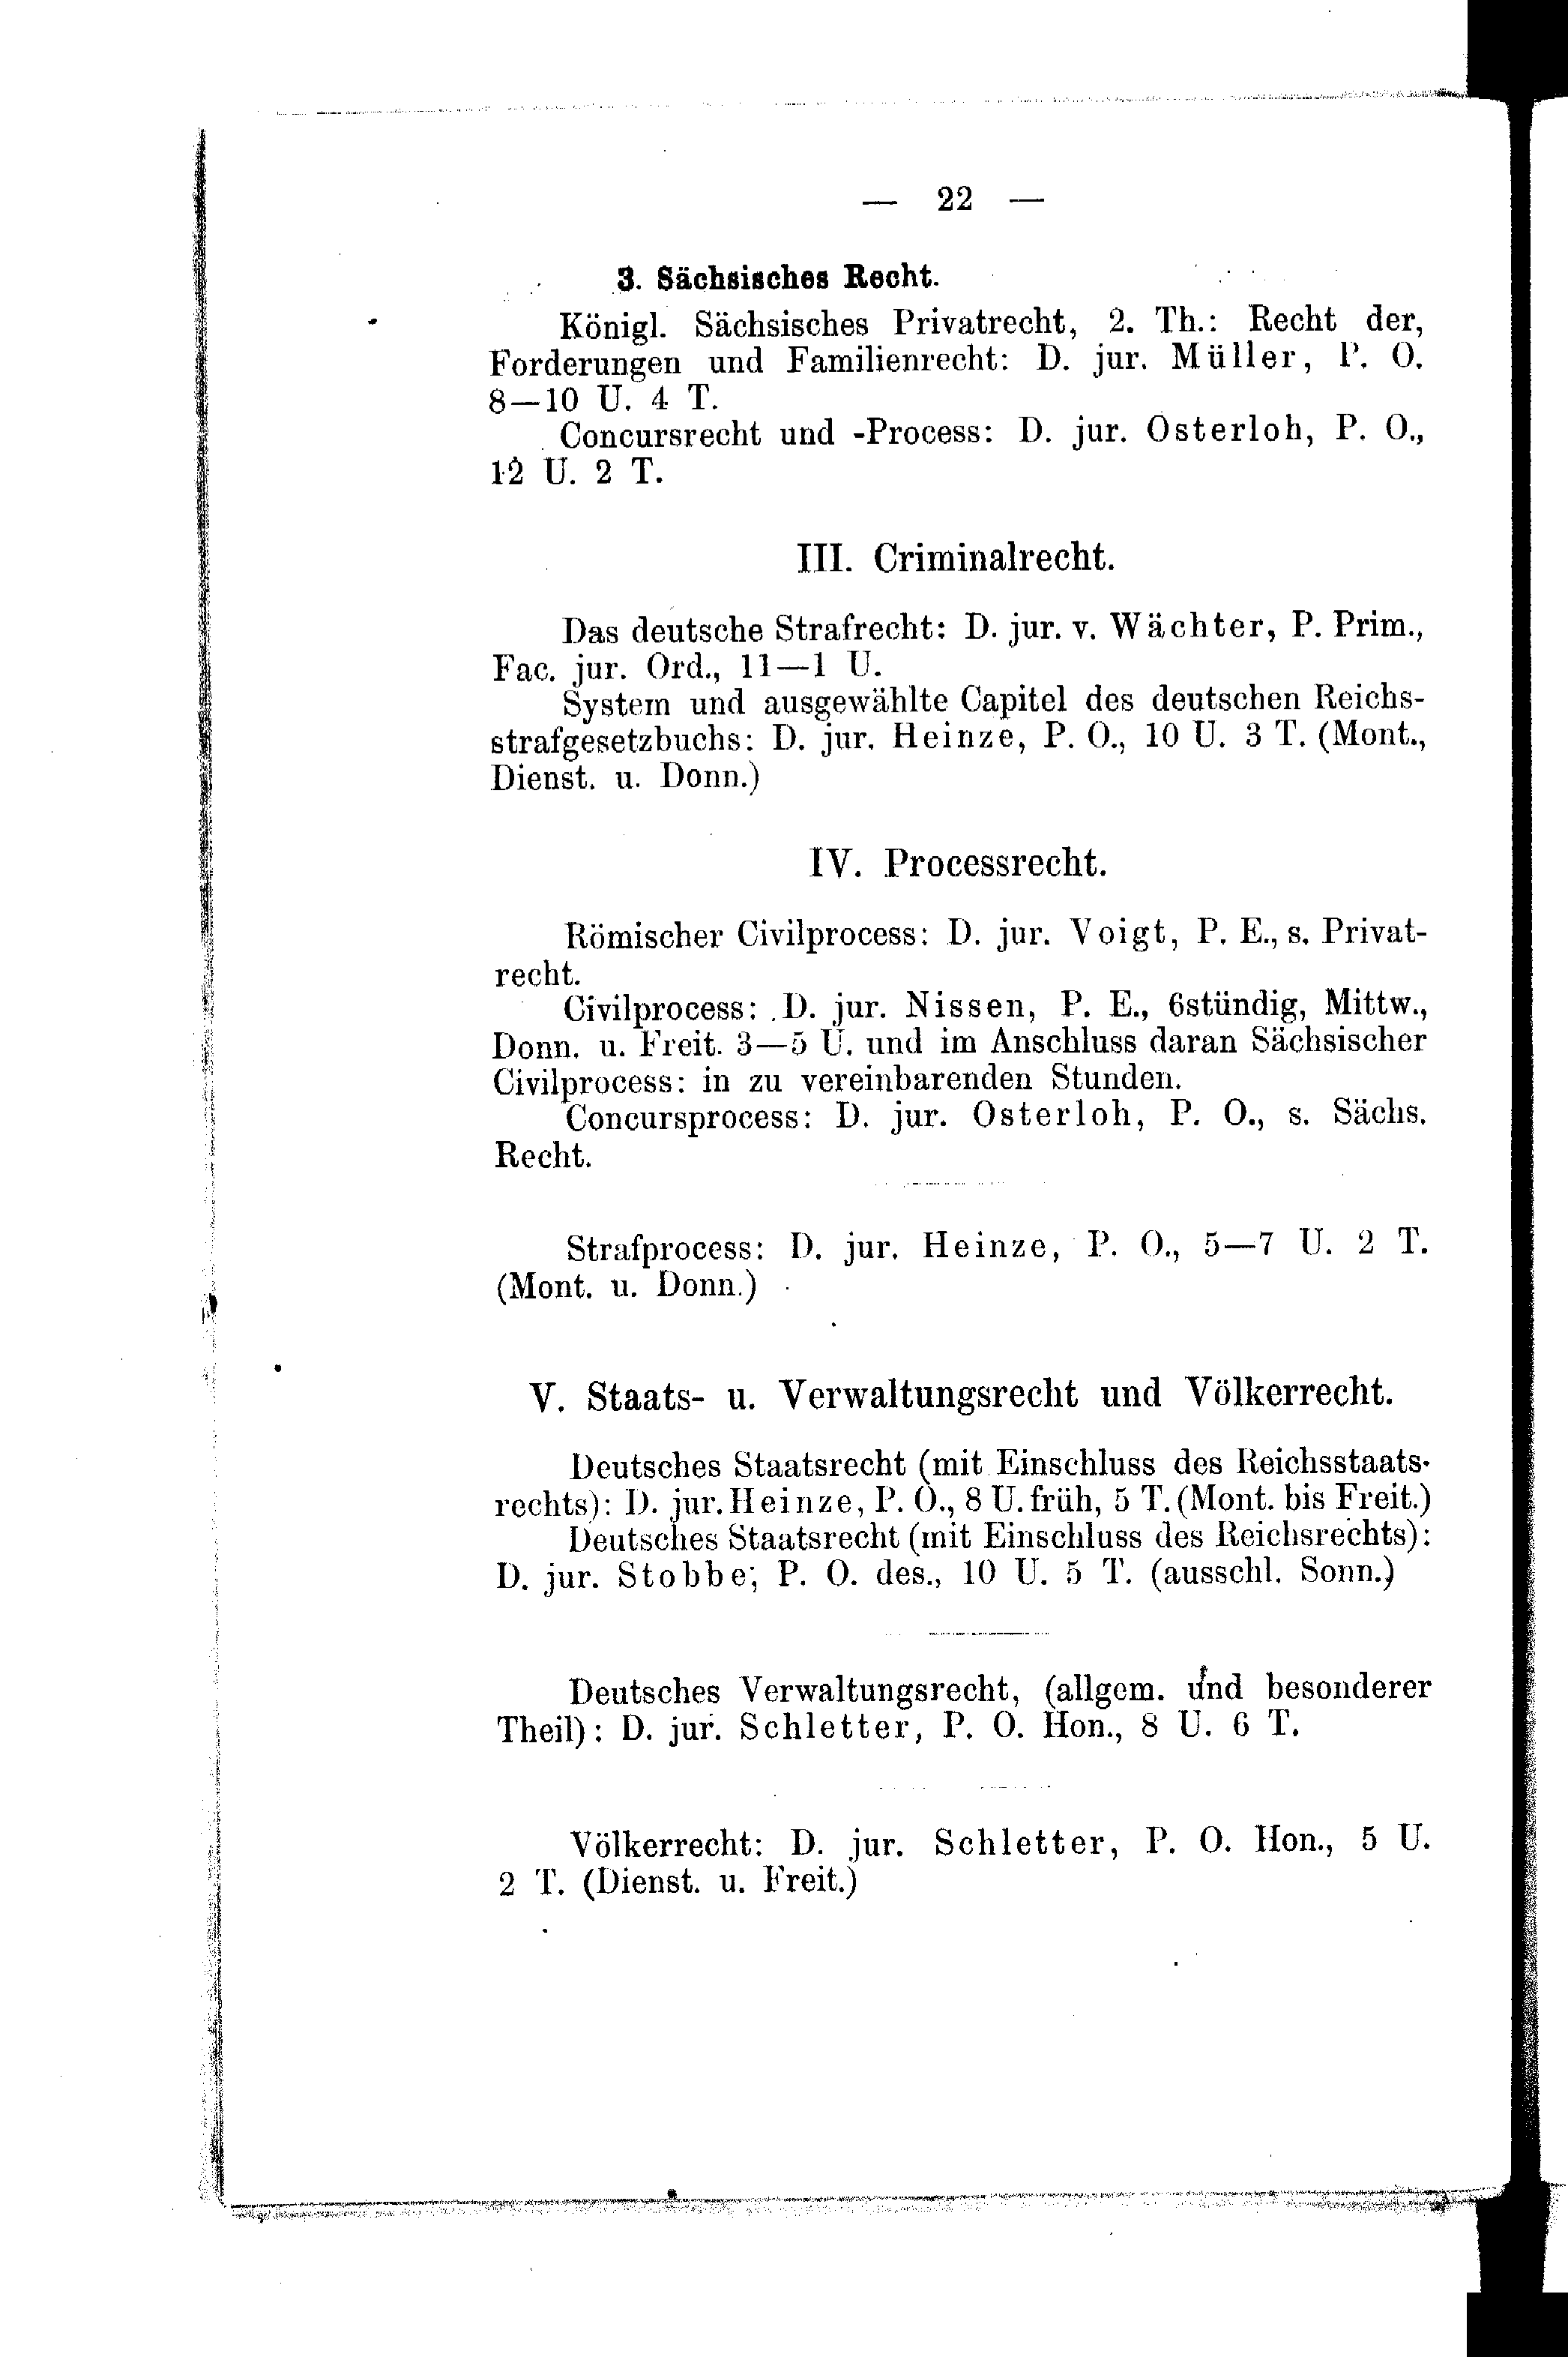 — 22 —
3. Sächsisches Recht.
Königl. Sächsisches Privatrecht, 2. Th.: Recht der,
Forderungen und Familienrecht: D. jur. Müller, P. O.
8—10 U. 4 T.
Concursrecht und -Process: D. jur. Osterloh, P. O.,
12 U. 2 T.
III. Criminalrecht.
Das deutsche Strafrecht: D. jur. v. Wächter, P. Prim.,
Fac. jur. Ord., 11—1 U.
System und ausgewählte Capitel des deutschen Reichs-
strafgesetzbuchs: D. jur. Heinze, P. O., 10 U. 3 T. (Mont.,
Dienst. u. Donn.)
IV. Processrecht.
Römischer Civilprocess: D. jur. Voigt, P. E., s. Privat-
recht.
Civilprocess: D. jur. Nissen, P. E., 6stündig, Mittw.,
Donn. u. Freit. 3—5 U. und im Anschluss daran Sächsischer
Civilprocess: in zu vereinbarenden Stunden.
Concursprocess: D. jur. Osterloh, P. O., s. Sächs.
Recht.
Strafprocess: D. jur. Heinze, P. O., 5—7 U. 2 T.
(Mont. u. Donn.)
V. Staats- u. Verwaltungsrecht und Völkerrecht.
Deutsches Staatsrecht (mit Einschluss des Reichsstaats-
rechts): D. jur. Heinze, P. O., 8 U. früh, 5 T. (Mont. bis Freit.)
Deutsches Staatsrecht (mit Einschluss des Reichsrechts):
D. jur. Stobbe, P. O. des., 10 U. 5 T. (ausschl. Sonn.)
Deutsches Verwaltungsrecht, (allgem. und besonderer
Theil): D. jur. Schletter, P. O. Hon., 8 U. 6 T.
Völkerrecht: D. jur. Schletter, P. O. Hon., 5 U.
2 T. (Dienst. u. Freit.)